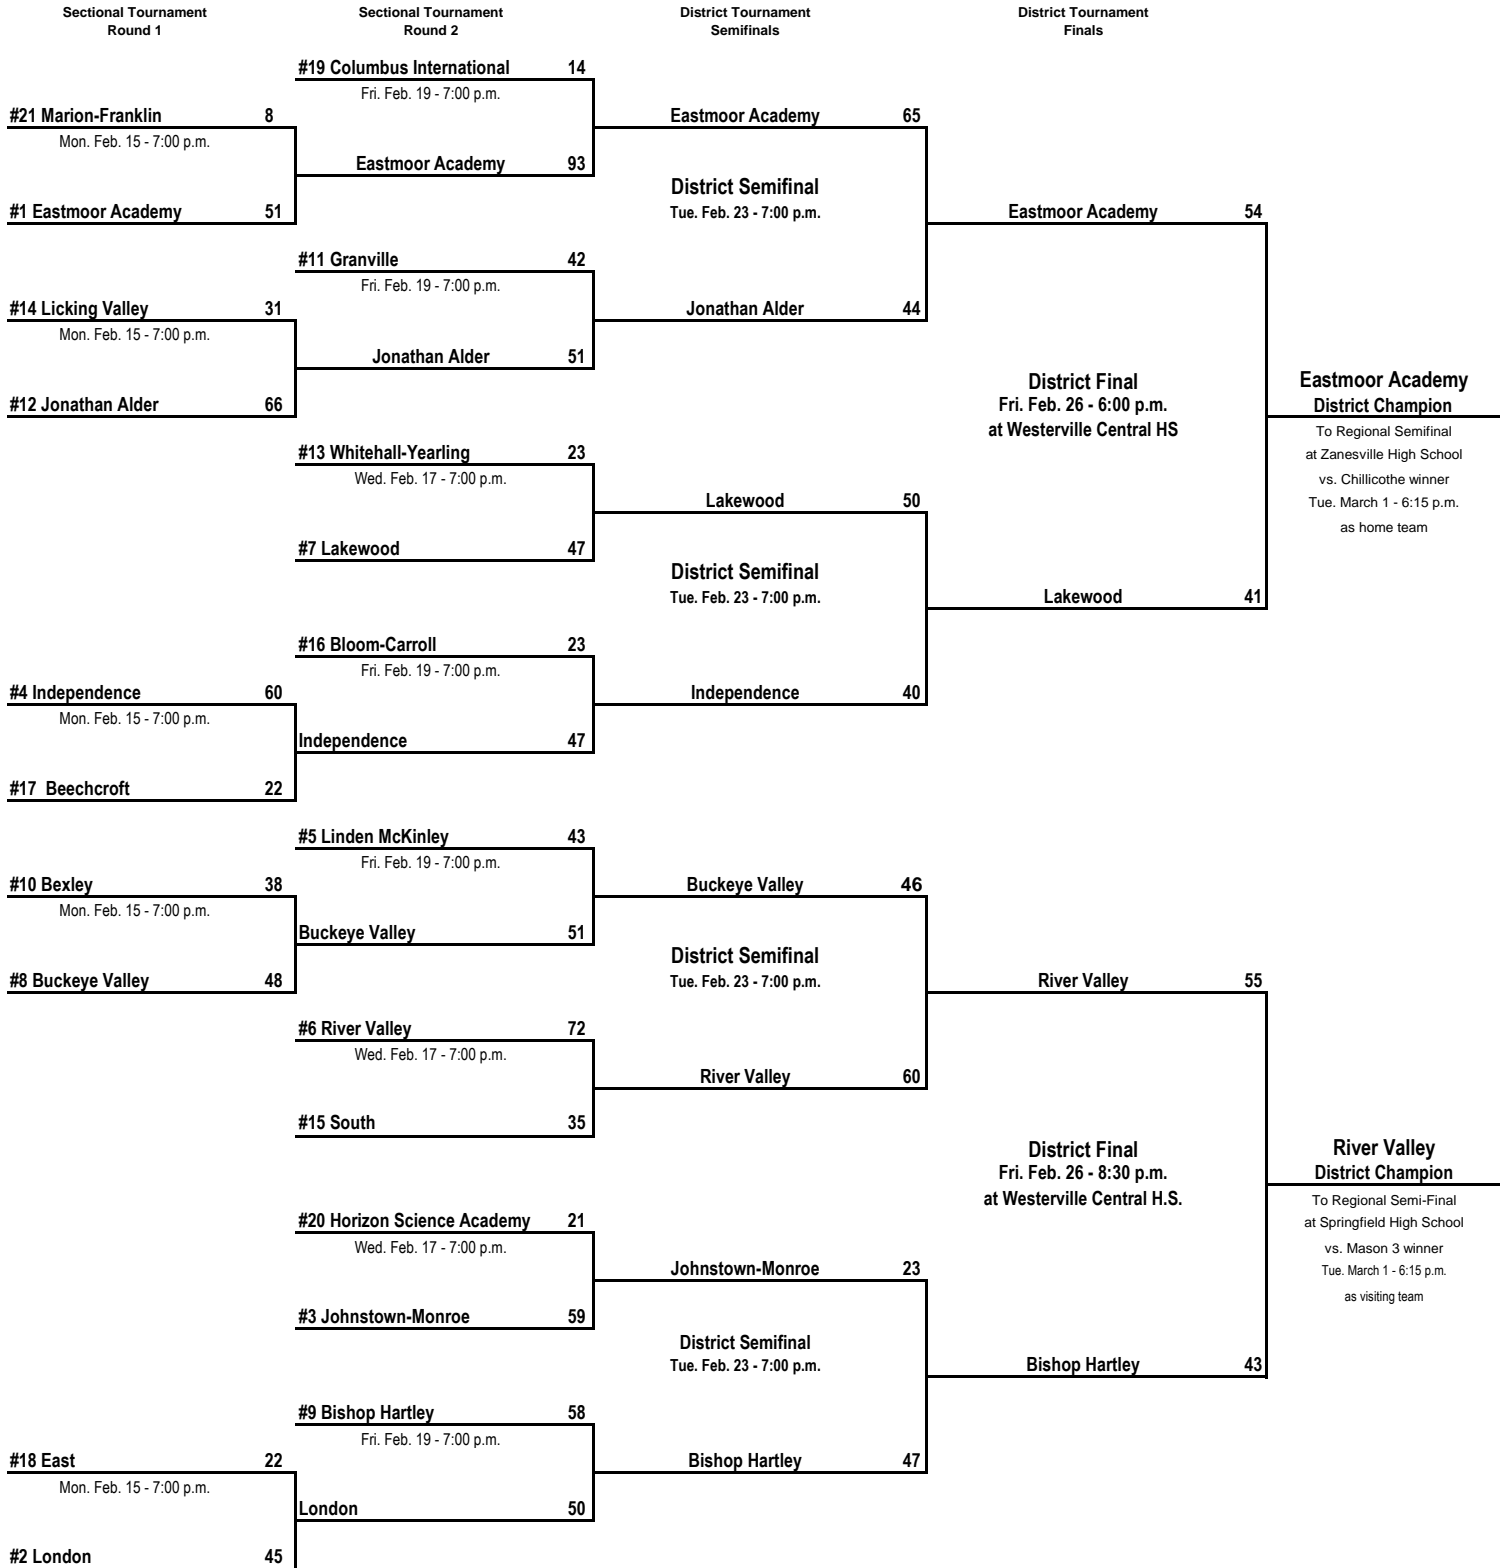 Sectional Tournament
Round 1
Sectional Tournament
Round 2
District Tournament
Semifinals
District Tournament
Finals
#19 Columbus International 14
Fri. Feb. 19 - 7:00 p.m.
#21 Marion-Franklin 8
Mon. Feb. 15 - 7:00 p.m.
Eastmoor Academy 65
Eastmoor Academy 93
District Semifinal
Tue. Feb. 23 - 7:00 p.m.
#1 Eastmoor Academy 51
Eastmoor Academy 54
#11 Granville 42
Fri. Feb. 19 - 7:00 p.m.
#14 Licking Valley 31
Mon. Feb. 15 - 7:00 p.m.
Jonathan Alder 44
Jonathan Alder 51
#12 Jonathan Alder 66
District Final
Fri. Feb. 26 - 6:00 p.m.
at Westerville Central HS
Eastmoor Academy
District Champion
To Regional Semifinal
at Zanesville High School
vs. Chillicothe winner
Tue. March 1 - 6:15 p.m.
as home team
#13 Whitehall-Yearling 23
Wed. Feb. 17 - 7:00 p.m.
Lakewood 50
#7 Lakewood 47
District Semifinal
Tue. Feb. 23 - 7:00 p.m.
Lakewood 41
#16 Bloom-Carroll 23
Fri. Feb. 19 - 7:00 p.m.
#4 Independence 60
Mon. Feb. 15 - 7:00 p.m.
Independence 40
Independence 47
#17 Beechcroft 22
#5 Linden McKinley 43
Fri. Feb. 19 - 7:00 p.m.
#10 Bexley 38
Mon. Feb. 15 - 7:00 p.m.
Buckeye Valley 46
Buckeye Valley 51
District Semifinal
Tue. Feb. 23 - 7:00 p.m.
#8 Buckeye Valley 48
River Valley 55
#6 River Valley 72
Wed. Feb. 17 - 7:00 p.m.
River Valley 60
#15 South 35
District Final
Fri. Feb. 26 - 8:30 p.m.
at Westerville Central H.S.
River Valley
District Champion
To Regional Semi-Final
at Springfield High School
vs. Mason 3 winner
Tue. March 1 - 6:15 p.m.
as visiting team
#20 Horizon Science Academy 21
Wed. Feb. 17 - 7:00 p.m.
Johnstown-Monroe 23
#3 Johnstown-Monroe 59
District Semifinal
Tue. Feb. 23 - 7:00 p.m.
Bishop Hartley 43
#9 Bishop Hartley 58
Fri. Feb. 19 - 7:00 p.m.
#18 East 22
Mon. Feb. 15 - 7:00 p.m.
Bishop Hartley 47
London 50
#2 London 45